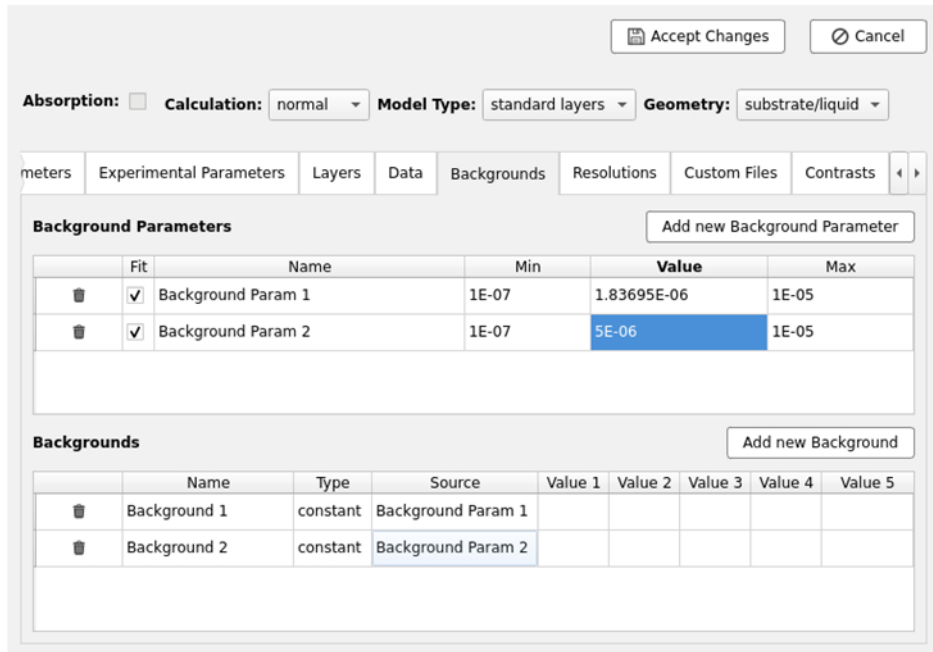 Accept Changes Cancel
Absorption: Calculation: normal Model Type: standard layers Geometry: substrate/liquid
meters Experimental Parameters Layers Data Backgrounds Resolutions Custom Files Contrasts
Background Parameters Add new Background Parameter
Fit Name Min Value Max
Background Param 1 1E-07 1.83695E-06 1E-05
Background Param 2 1E-07 5E-06 1E-05
Backgrounds Add new Background
Name Type Source Value 1 Value 2 Value 3 Value 4 Value 5
Background 1 constant Background Param 1
Background 2 constant Background Param 2